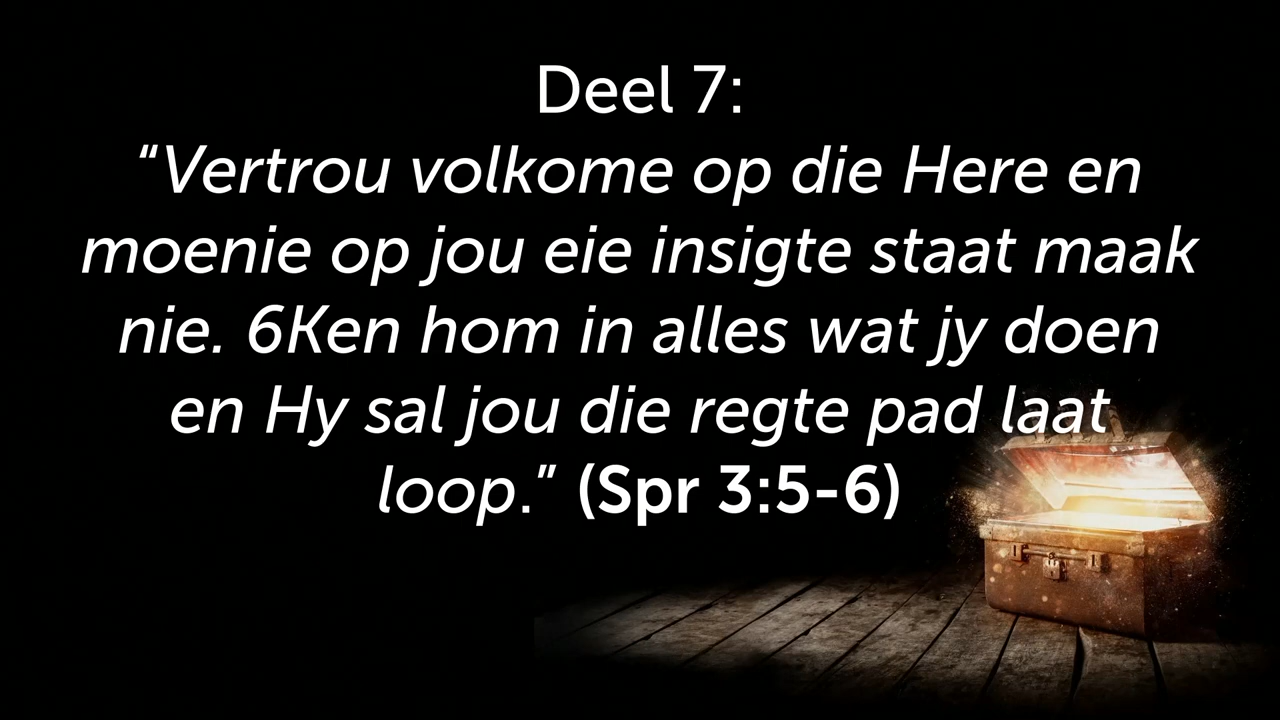 Deel 7:
“Vertrou volkome op die Here en
moenie op jou eie insigte staat maak
nie. 6Ken hom in alles wat jy doen
en Hy sal jou die regte pad laat
loop.” (Spr 3:5-6)